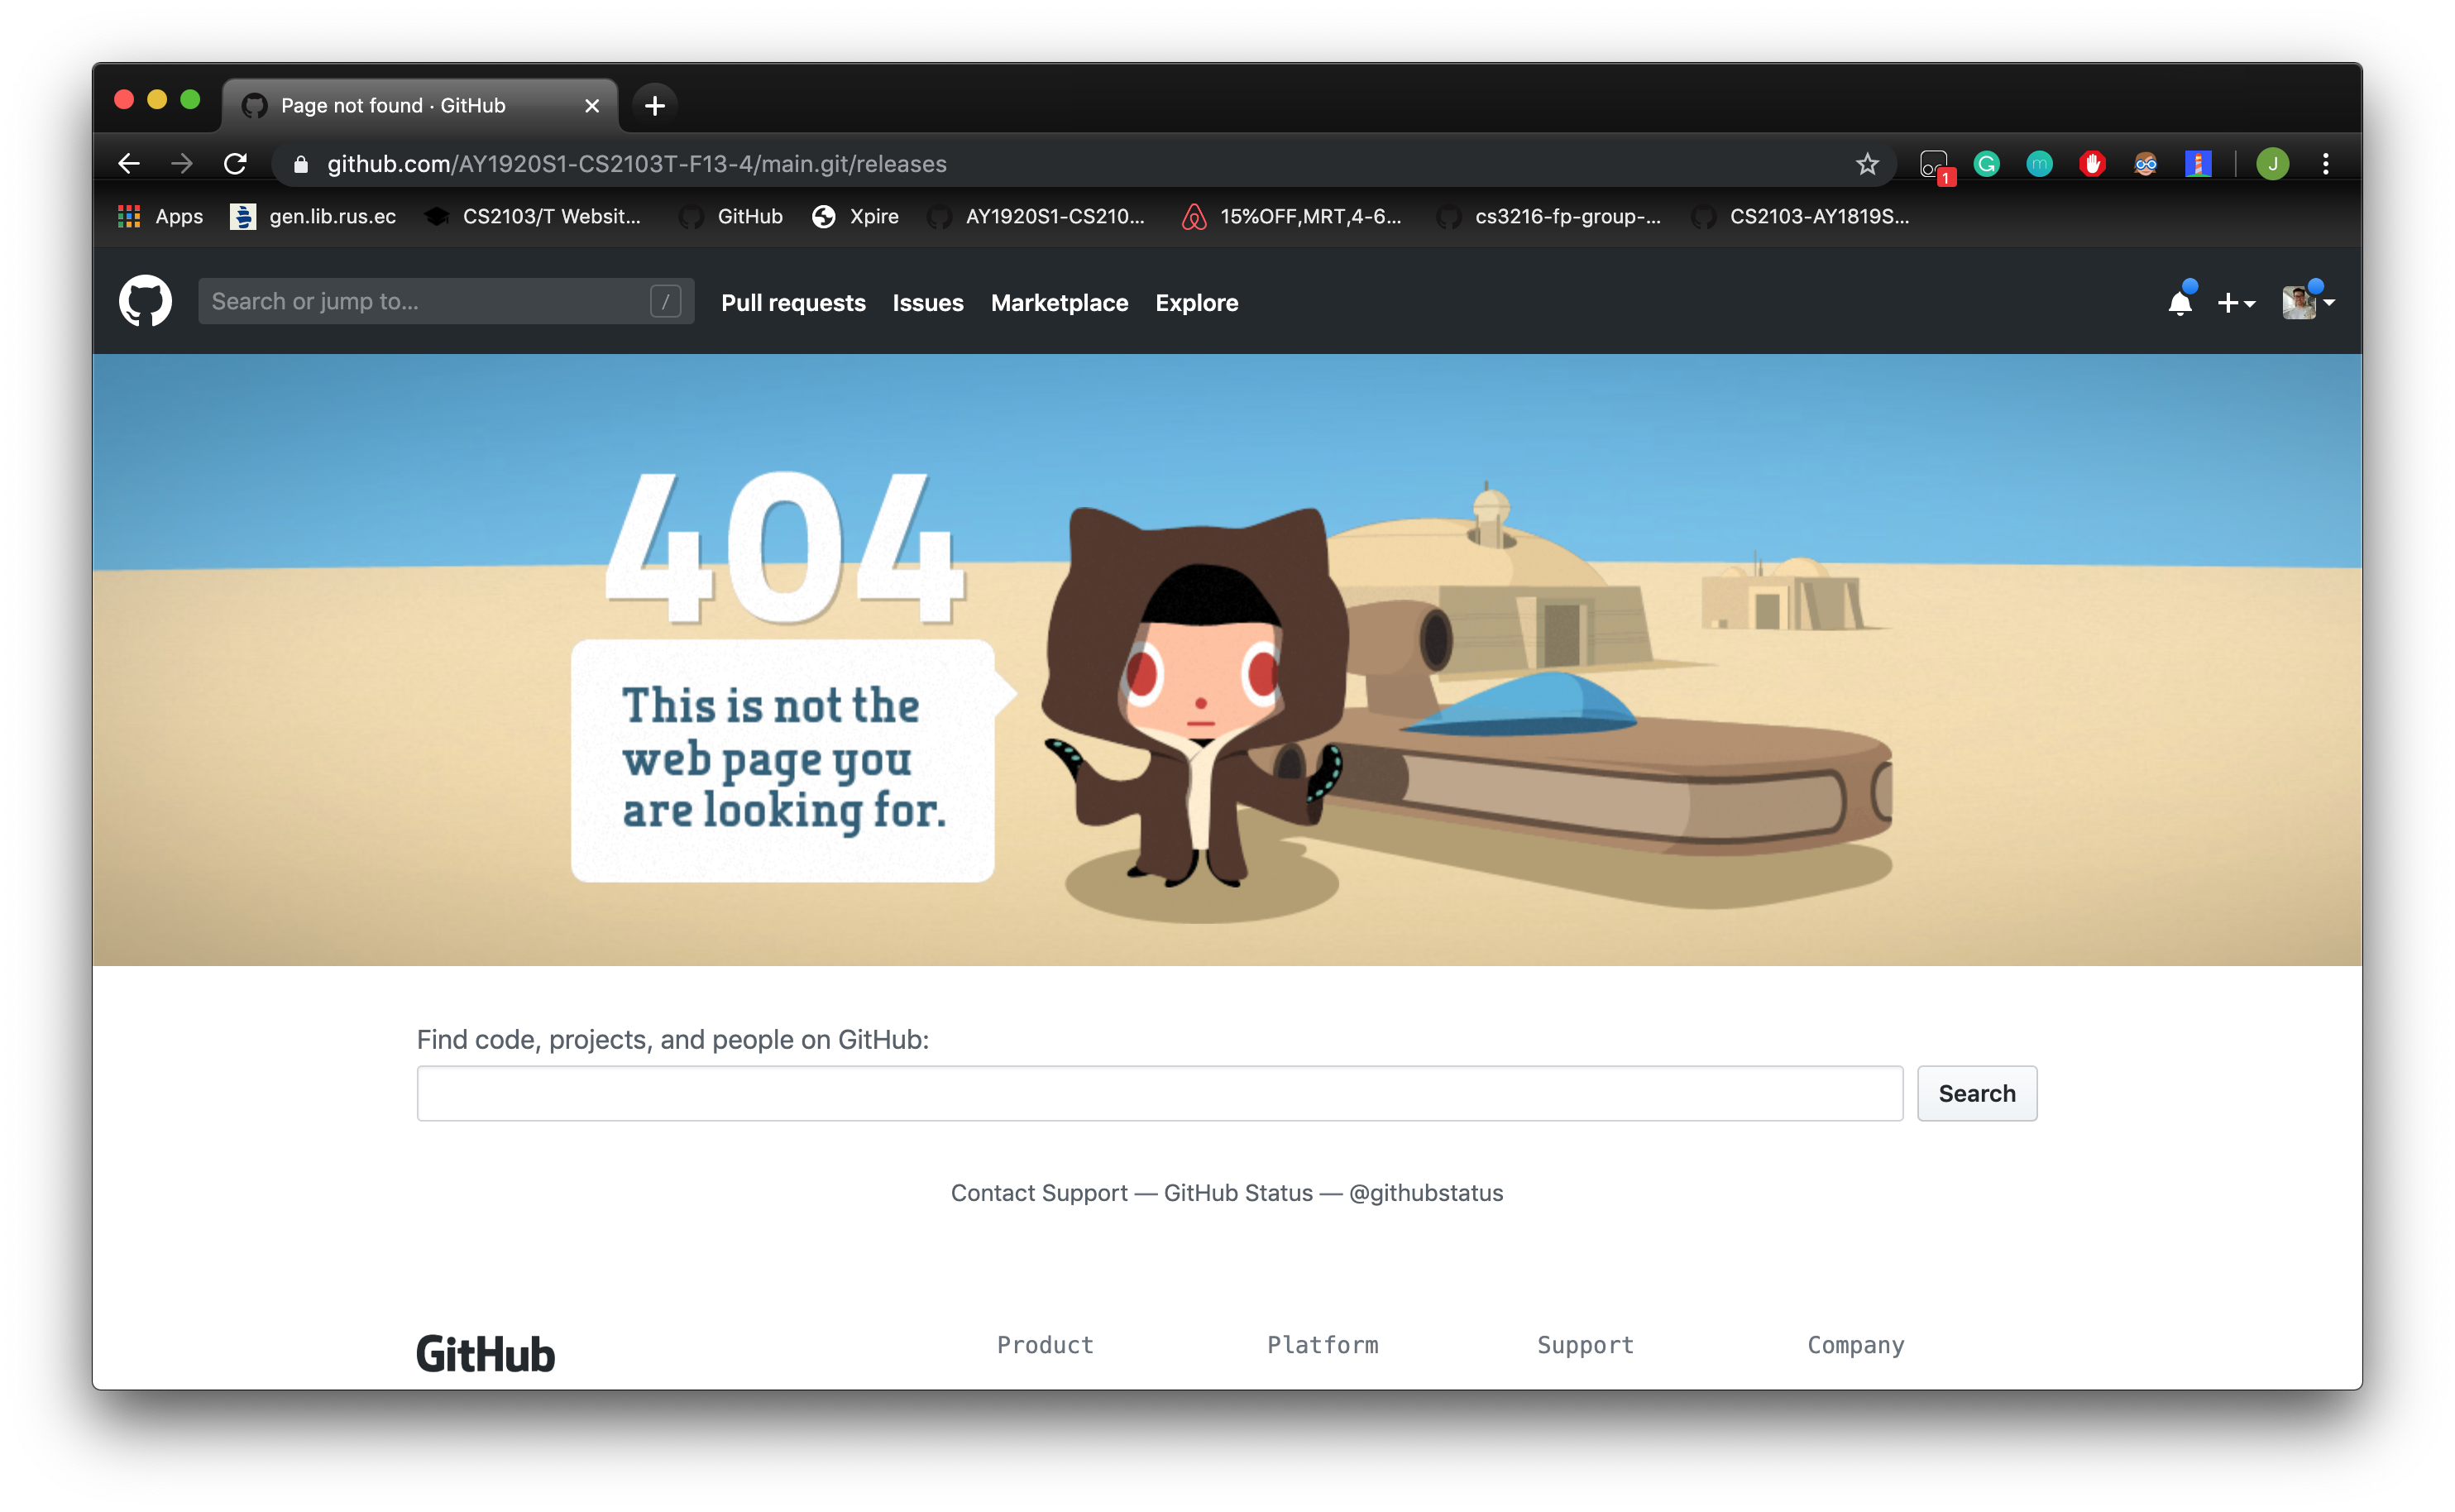 Page not found · GitHub
github.com/AY1920S1-CS2103T-F13-4/main.git/releases
1
J
Apps gen.lib.rus.ec CS2103/T Websit... GitHub Xpire AY1920S1-CS210... 15%OFF,MRT,4-6... cs3216-fp-group-... CS2103-AY1819S...
Search or jump to... / Pull requests Issues Marketplace Explore
404
This is not the
web page you
are looking for.
Find code, projects, and people on GitHub:
Search
Contact Support — GitHub Status — @githubstatus
GitHub Product Platform Support Company